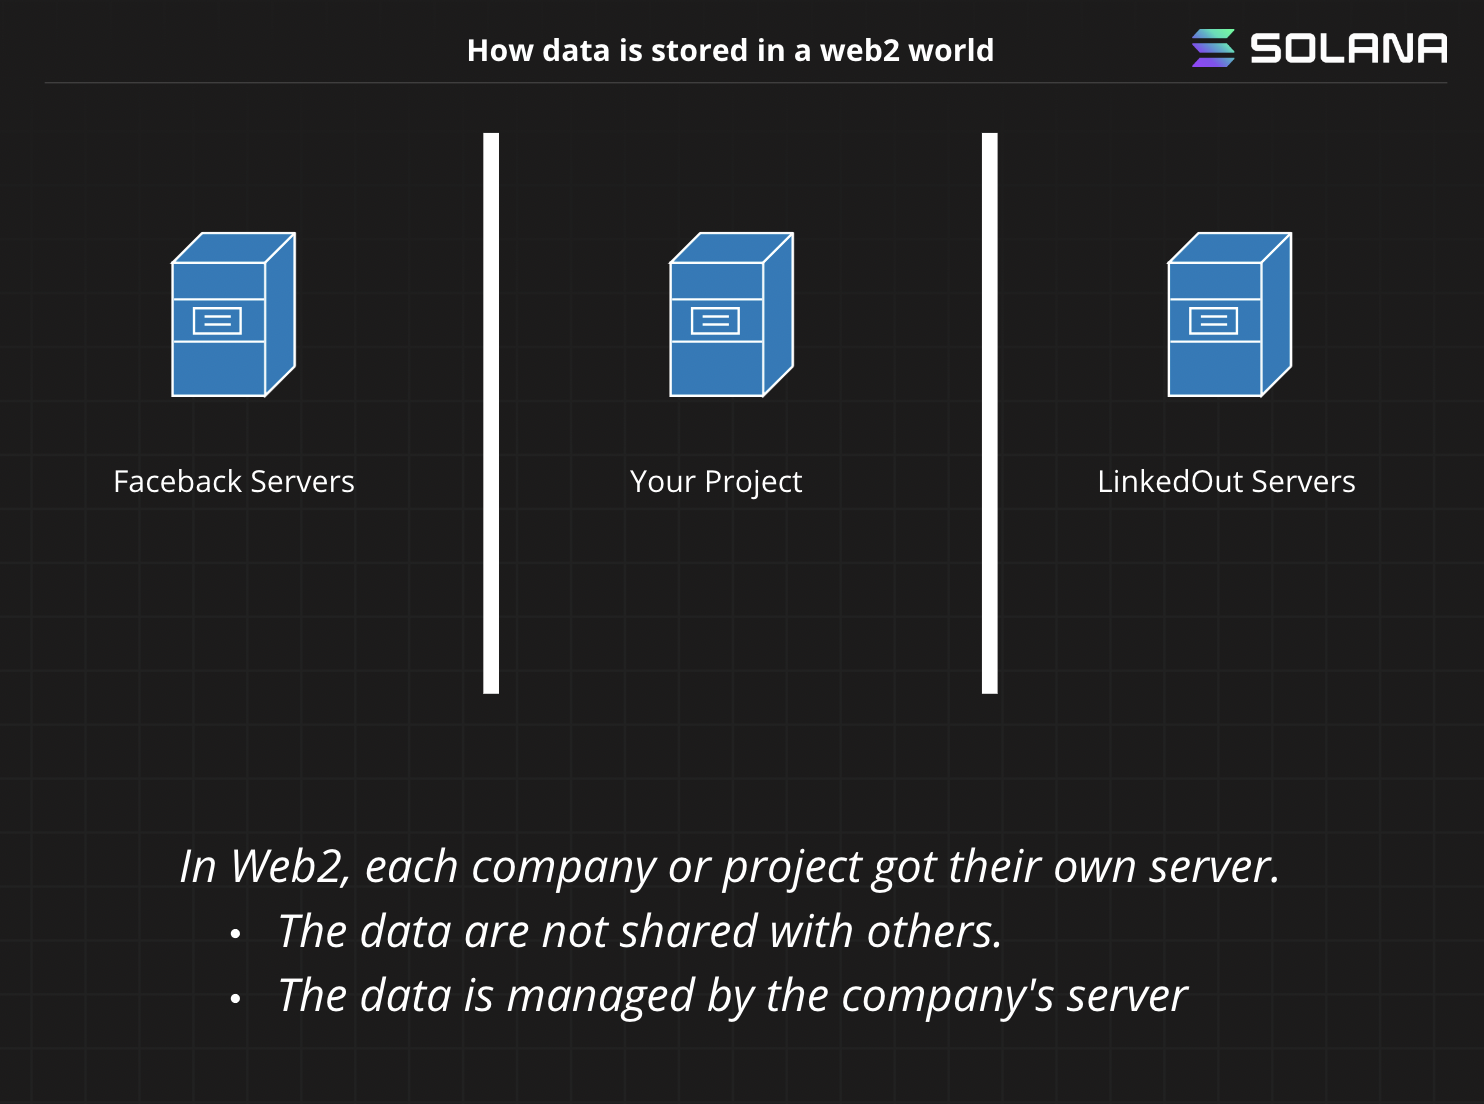 How data is stored in a web2 world
SOLANA
Faceback Servers
Your Project
LinkedOut Servers
In Web2, each company or project got their own server.
• The data are not shared with others.
• The data is managed by the company's server